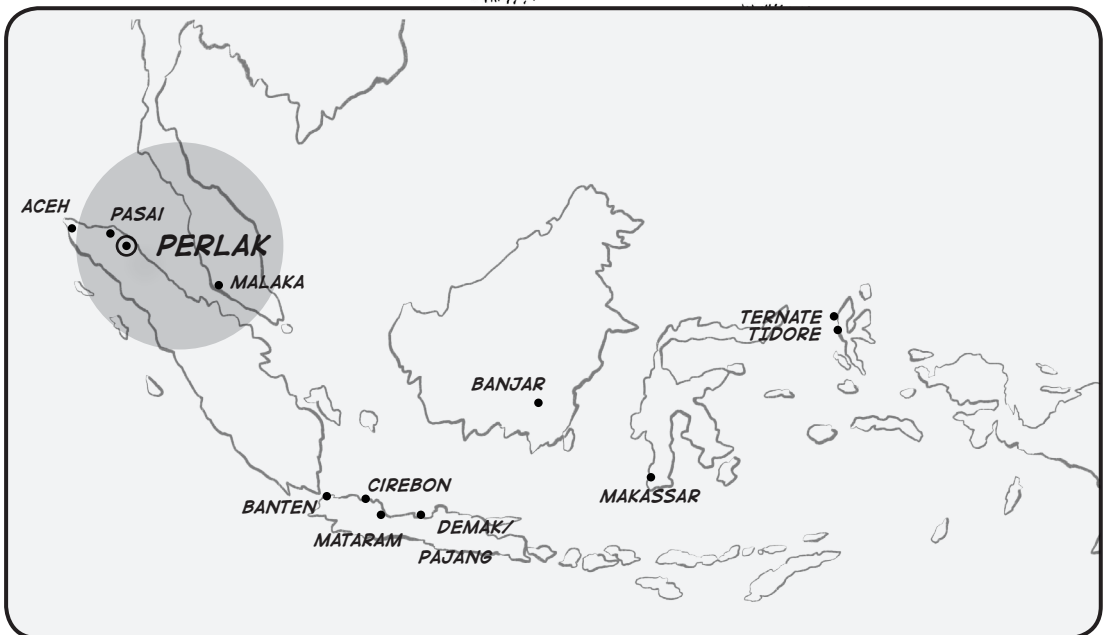 ACEH
PASAI
PERLAK
MALAKA
TERNATE
TIDORE
BANJAR
MAKASSAR
CIREBON
BANTEN
DEMAK/
MATARAM
PAJANG